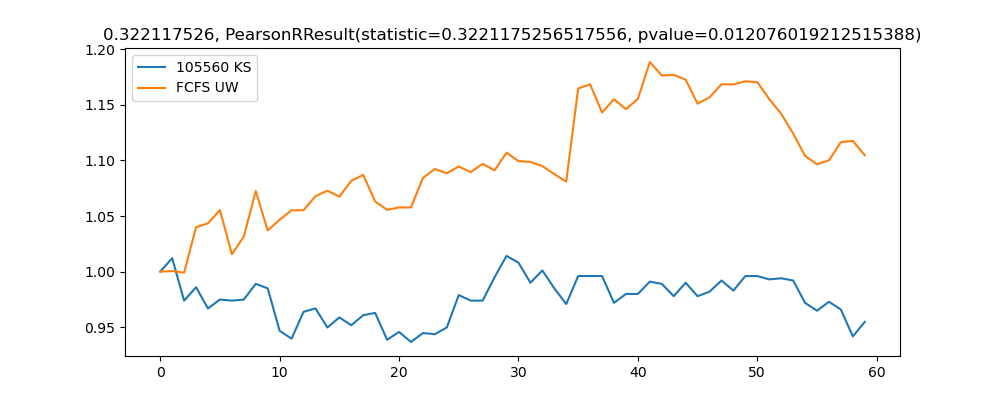 0.322117526, PearsonRResult(statistic=0.3221175256517556, pvalue=0.012076019212515388)
105560 KS
FCFS UW
1.20
1.15
1.10
1.05
1.00
0.95
0 10 20 30 40 50 60